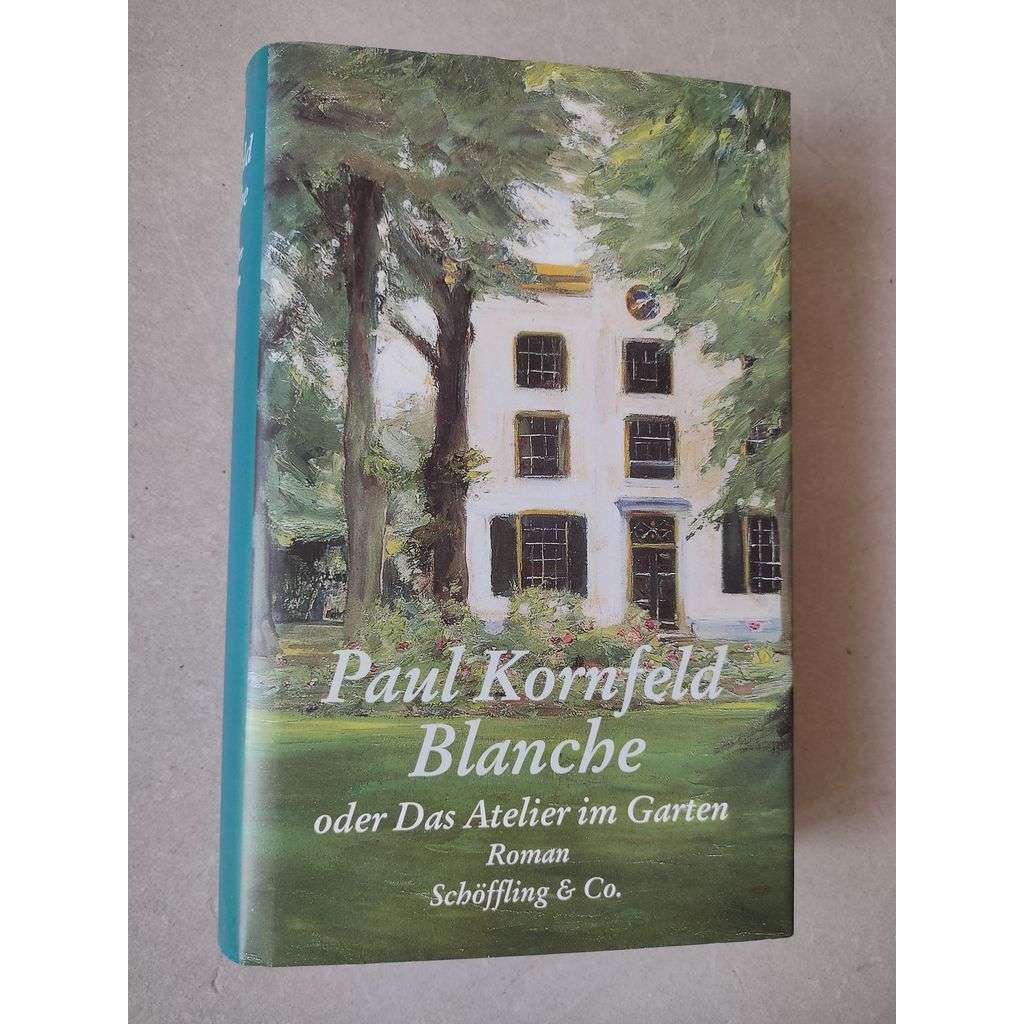 Paul Kornfeld
Blanche
oder Das Atelier im Garten
Roman
Schöffling & Co.